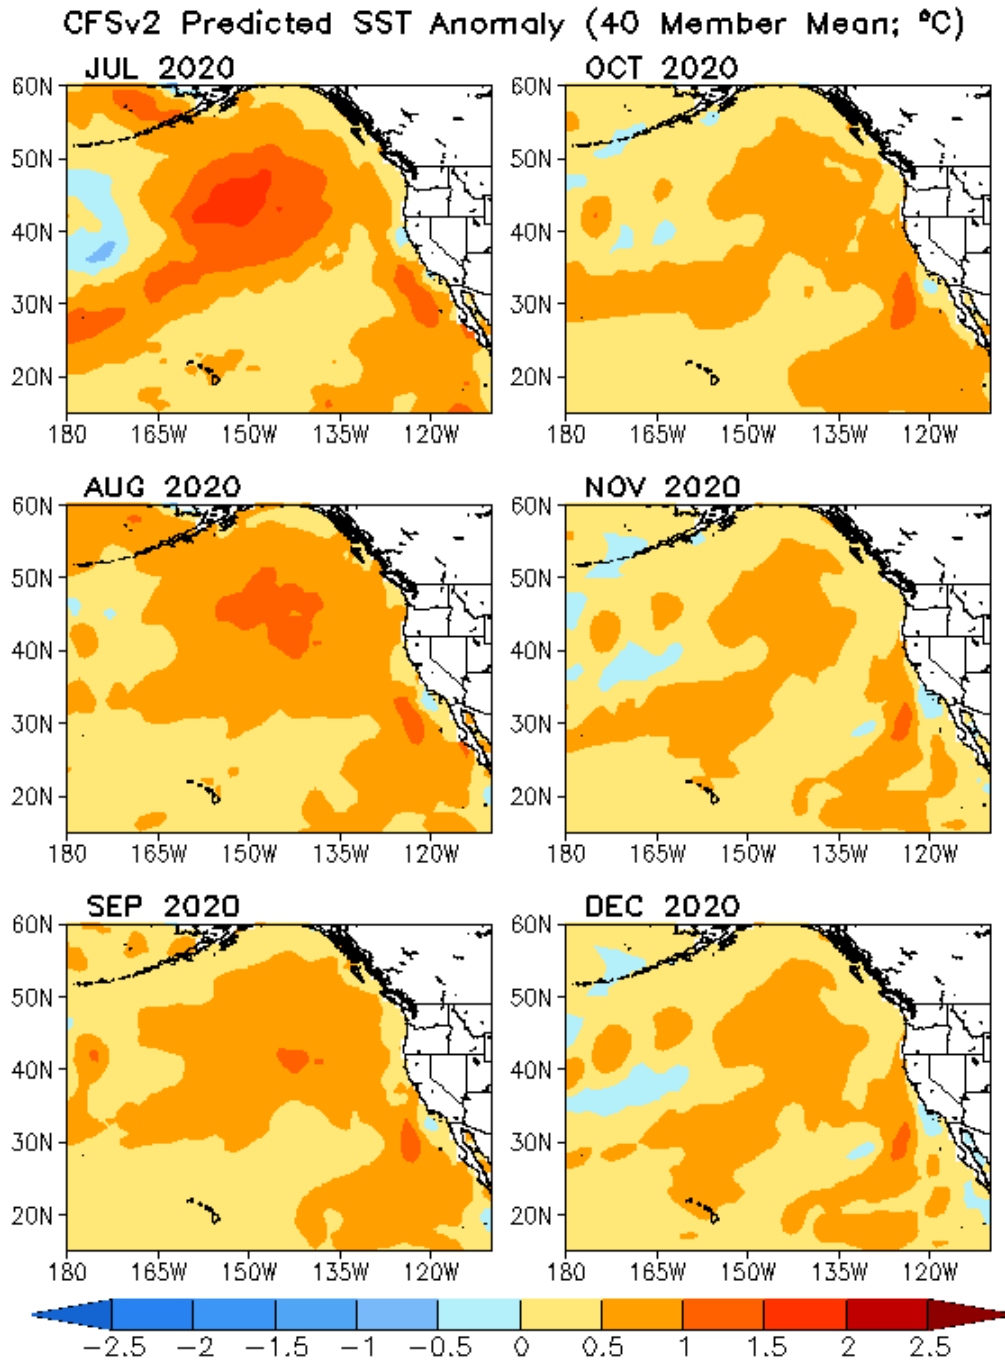 CFSv2 Predicted SST Anomaly (40 Member Mean; °C)
JUL 2020
60N
50N
40N
30N
20N
180 165W 150W 135W 120W
OCT 2020
60N
50N
40N
30N
20N
180 165W 150W 135W 120W
AUG 2020
60N
50N
40N
30N
20N
180 165W 150W 135W 120W
NOV 2020
60N
50N
40N
30N
20N
180 165W 150W 135W 120W
SEP 2020
60N
50N
40N
30N
20N
180 165W 150W 135W 120W
DEC 2020
60N
50N
40N
30N
20N
180 165W 150W 135W 120W
-2.5 -2 -1.5 -1 -0.5 0 0.5 1 1.5 2 2.5